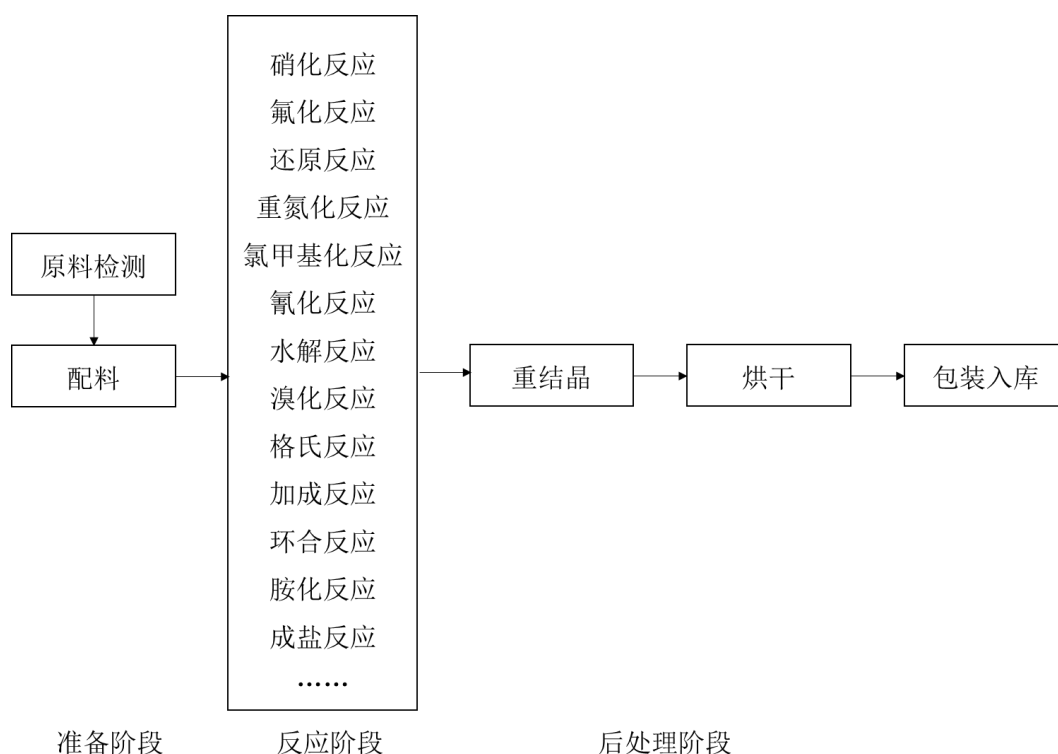 原料检测
配料
硝化反应
氟化反应
还原反应
重氮化反应
氯甲基化反应
氰化反应
水解反应
溴化反应
格氏反应
加成反应
环合反应
胺化反应
成盐反应
……
重结晶
烘干
包装入库
准备阶段
反应阶段
后处理阶段